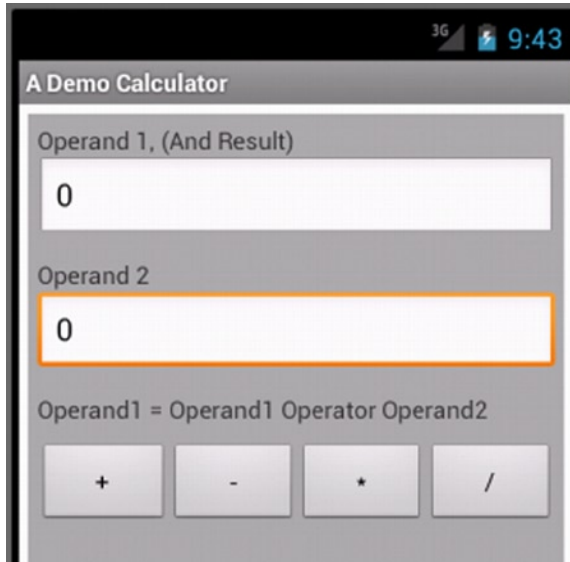 3G 9:43
A Demo Calculator
Operand 1, (And Result)
0
Operand 2
0
Operand1 = Operand1 Operator Operand2
+ - * /